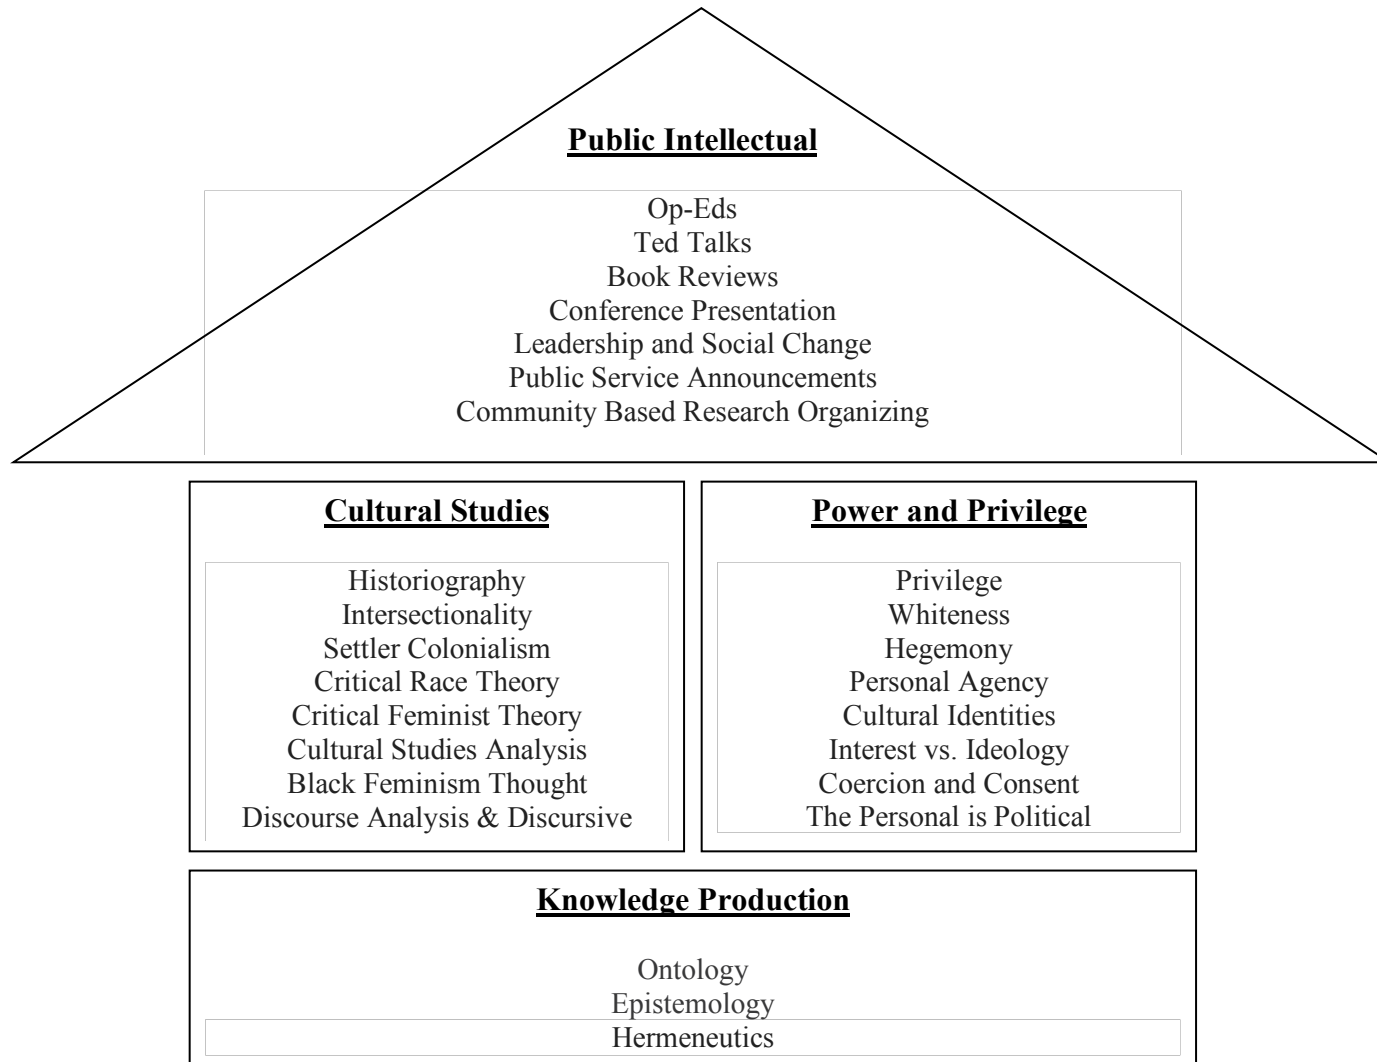 Public Intellectual
Op-Eds
Ted Talks
Book Reviews
Conference Presentation
Leadership and Social Change
Public Service Announcements
Community Based Research Organizing
Cultural Studies
Historiography
Intersectionality
Settler Colonialism
Critical Race Theory
Critical Feminist Theory
Cultural Studies Analysis
Black Feminism Thought
Discourse Analysis & Discursive
Power and Privilege
Privilege
Whiteness
Hegemony
Personal Agency
Cultural Identities
Interest vs. Ideology
Coercion and Consent
The Personal is Political
Knowledge Production
Ontology
Epistemology
Hermeneutics